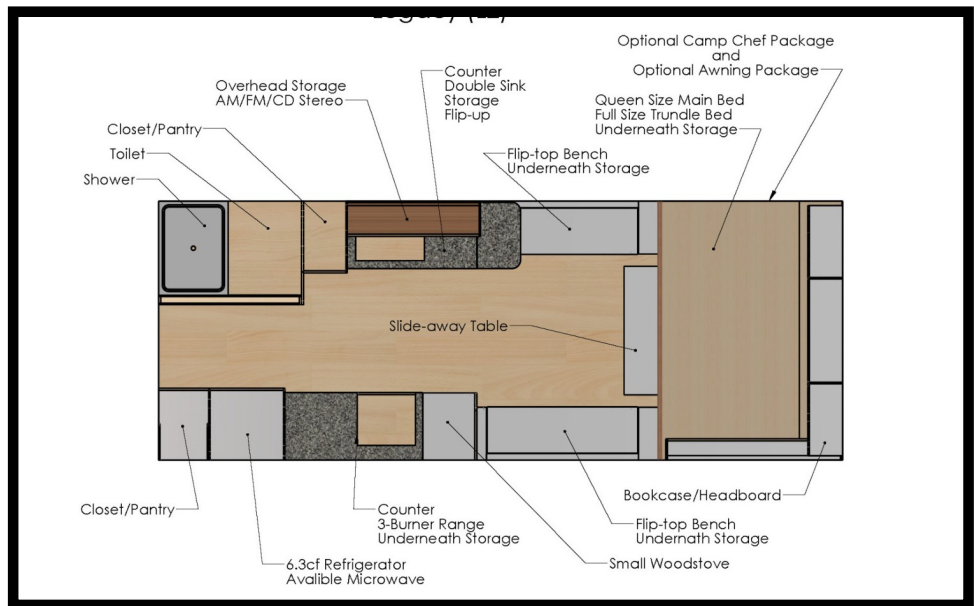 Legacy (LL)
Optional Camp Chef Package
and
Optional Awning Package
Counter
Double Sink
Storage
Flip-up
Overhead Storage
AM/FM/CD Stereo
Queen Size Main Bed
Full Size Trundle Bed
Underneath Storage
Closet/Pantry
Toilet
Flip-top Bench
Underneath Storage
Shower
Slide-away Table
Bookcase/Headboard
Closet/Pantry
Counter
3-Burner Range
Underneath Storage
Flip-top Bench
Undernath Storage
Small Woodstove
6.3cf Refrigerator
Avalible Microwave